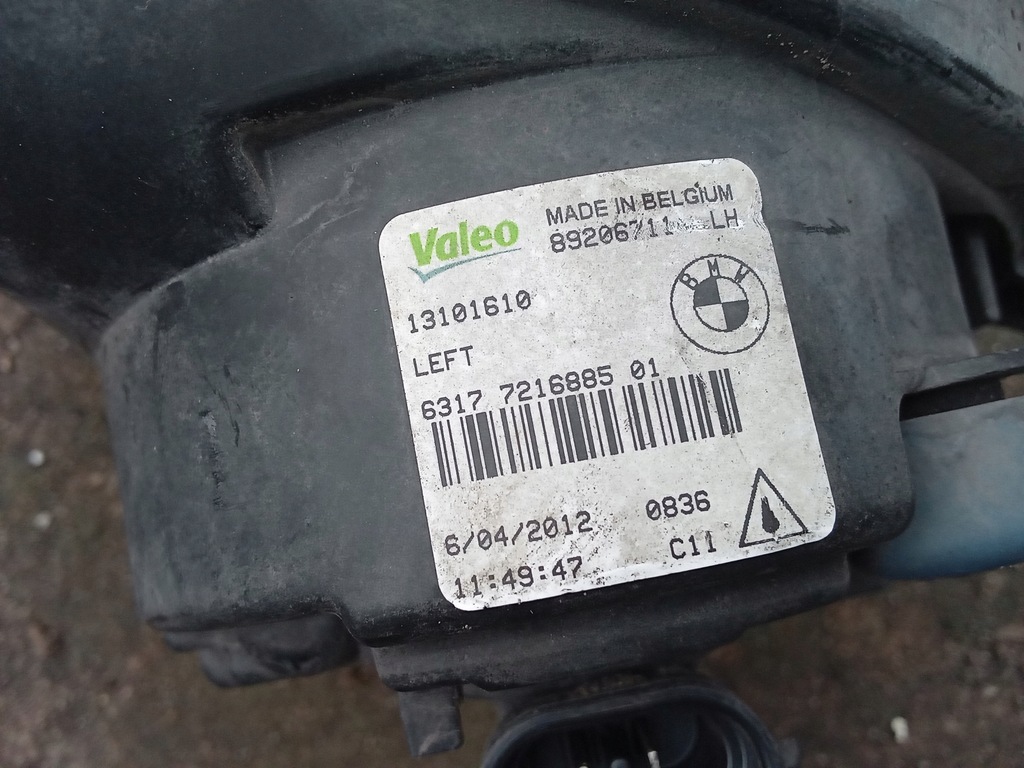 Valeo
MADE IN BELGIUM
LH
BMW
13101610
LEFT
6317 7216885 01
6/04/2012
0836
11:49:47
C11